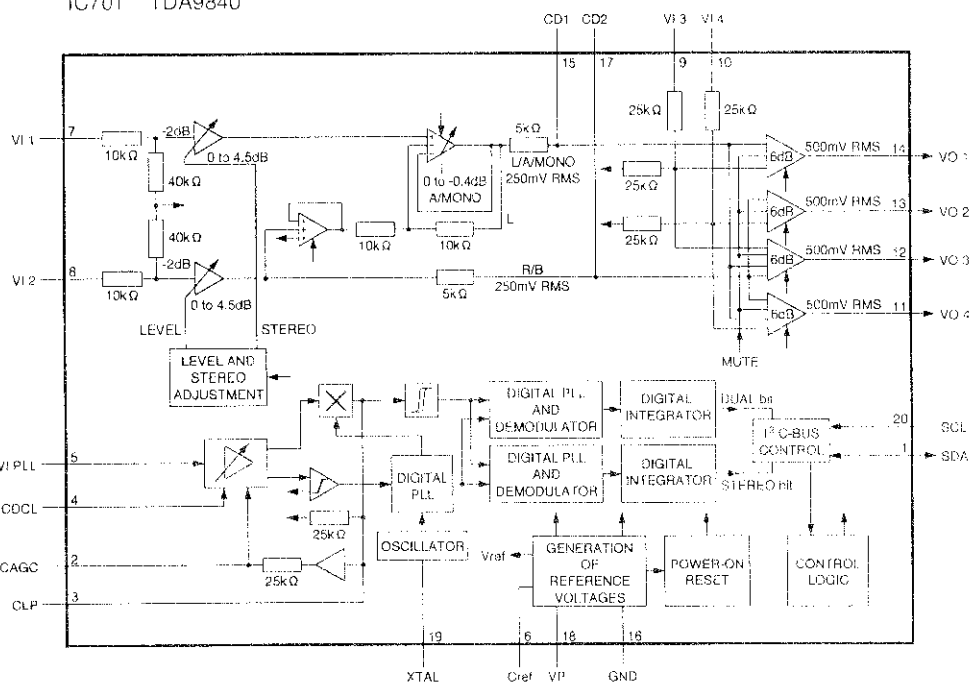 IC701 TDA9840
CD1 CD2 VI 3 VI 4
15 17 9 10
25kΩ 25kΩ
VI 1 7 10kΩ -2dB 0 to 4.5dB
40kΩ
40kΩ
0 to -0.4dB
A/MONO
5kΩ
L/A/MONO
250mV RMS
25kΩ
25kΩ
10kΩ 10kΩ L
6dB 500mV RMS 14 VO 1
6dB 500mV RMS 13 VO 2
6dB 500mV RMS 12 VO 3
6dB 500mV RMS 11 VO 4
VI 2 8 10kΩ -2dB 0 to 4.5dB
5kΩ
R/B
250mV RMS
LEVEL STEREO
MUTE
LEVEL AND
STEREO
ADJUSTMENT
DIGITAL PLL
AND
DEMODULATOR
DIGITAL
INTEGRATOR
DUAL bit
I²C-BUS
CONTROL
20 SCL
1 SDA
DIGITAL PLL
AND
DEMODULATOR
DIGITAL
INTEGRATOR
STEREO bit
VI PLL 5
CDCL 4
DIGITAL
PLL
25kΩ
OSCILLATOR
CAGC 2
25kΩ
CLP 3
Vref
GENERATION
OF
REFERENCE
VOLTAGES
POWER-ON
RESET
CONTROL
LOGIC
19 6 18 16
XTAL Cref VP GND